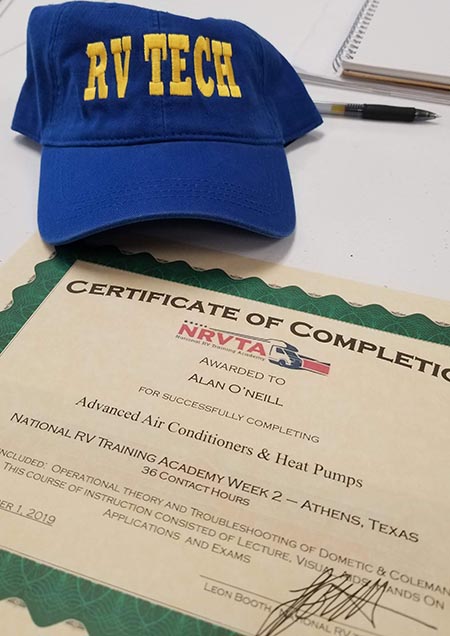 RV TECH
CERTIFICATE OF COMPLETIO
NRVTA
National RV Training Academy
AWARDED TO
ALAN O'NEILL
FOR SUCCESSFULLY COMPLETING
Advanced Air Conditioners & Heat Pumps
NATIONAL RV TRAINING ACADEMY WEEK 2 – ATHENS, TEXAS
36 CONTACT HOURS
INCLUDED: OPERATIONAL THEORY AND TROUBLESHOOTING OF DOMETIC & COLEMAN
THIS COURSE OF INSTRUCTION CONSISTED OF LECTURE, VISUAL AIDS, HANDS ON
APPLICATIONS AND EXAMS
BER 1, 2019
LEON BOOTH, NATIONAL RV